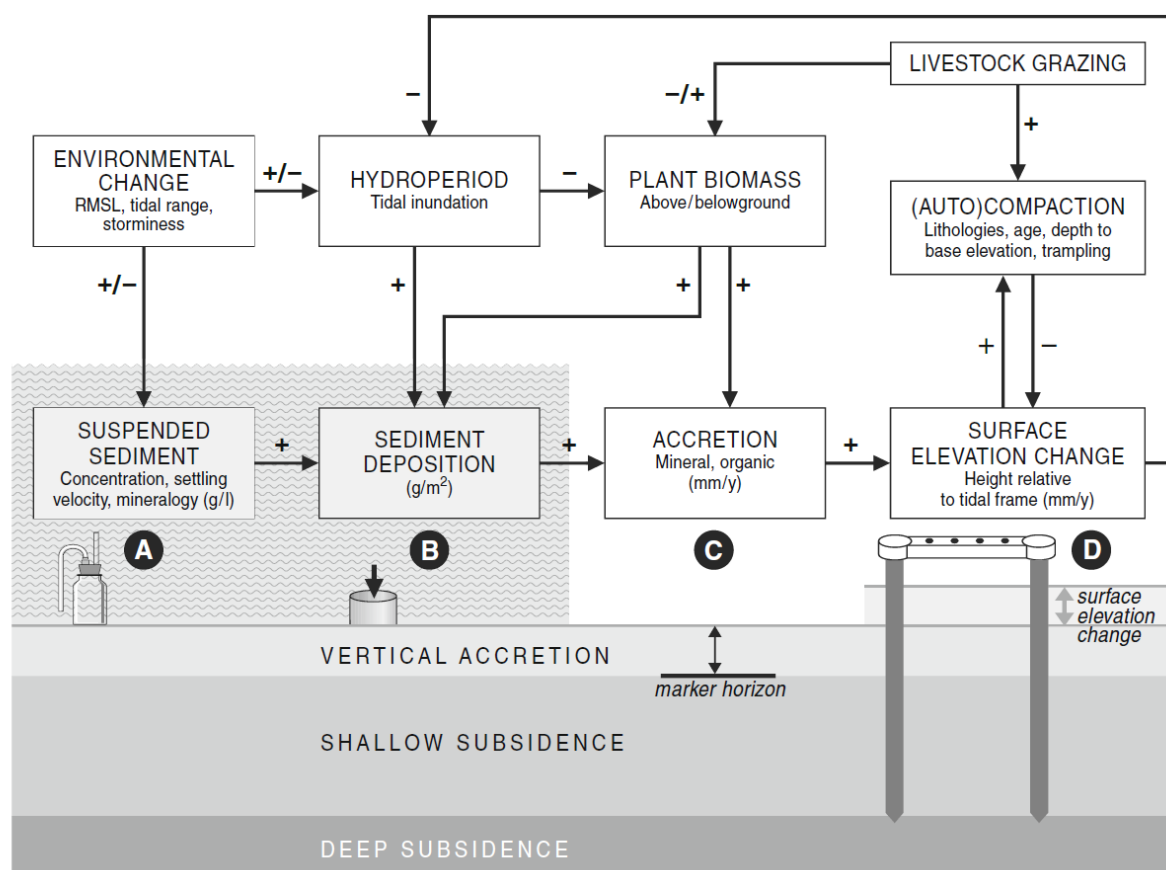 LIVESTOCK GRAZING
−
−/+
+
ENVIRONMENTAL
CHANGE
RMSL, tidal range,
storminess
+/−
HYDROPERIOD
Tidal inundation
−
PLANT BIOMASS
Above/belowground
(AUTO)COMPACTION
Lithologies, age, depth to
base elevation, trampling
+/−
+
+
+
+
−
SUSPENDED
SEDIMENT
Concentration, settling
velocity, mineralogy (g/l)
+
SEDIMENT
DEPOSITION
(g/m²)
+
ACCRETION
Mineral, organic
(mm/y)
+
SURFACE
ELEVATION CHANGE
Height relative
to tidal frame (mm/y)
A
B
C
D
surface
elevation
change
VERTICAL ACCRETION
marker horizon
SHALLOW SUBSIDENCE
DEEP SUBSIDENCE